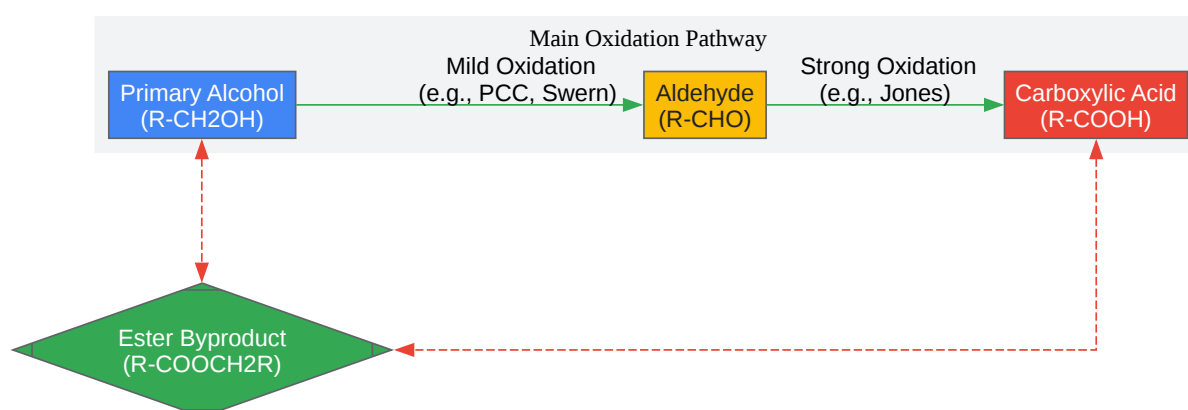 Main Oxidation Pathway
Mild Oxidation
(e.g., PCC, Swern)
Strong Oxidation
(e.g., Jones)
Primary Alcohol
(R-CH2OH)
Aldehyde
(R-CHO)
Carboxylic Acid
(R-COOH)
Ester Byproduct
(R-COOCH2R)